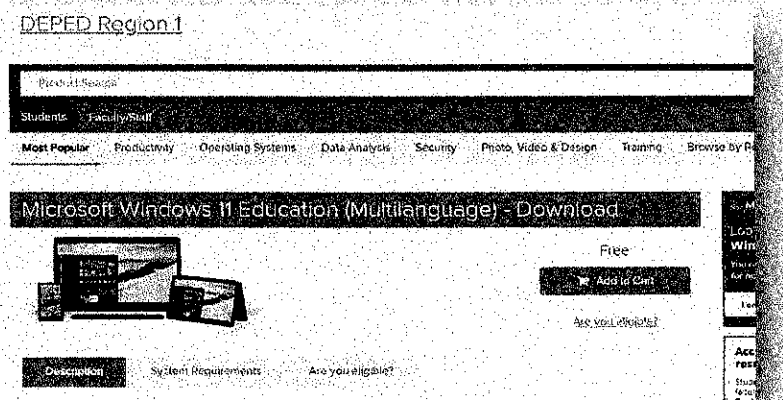 DEPED Region 1
Product Search
Students Faculty/Staff
Most Popular Productivity Operating Systems Data Analysis Security Photo, Video & Design Training Browse by
Microsoft Windows 11 Education (Multilanguage) - Download
Free
Add to Cart
Are you eligible?
Description System Requirements Are you eligible?